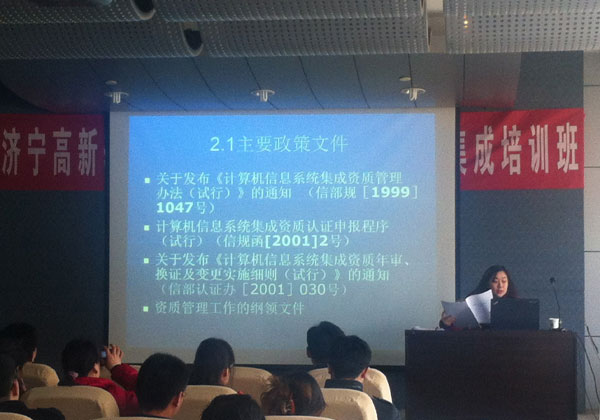 济宁高新
集成培训班
2.1主要政策文件
■ 关于发布《计算机信息系统集成资质管理
办法（试行）》的通知 （信部规［1999］
1047号）
■ 计算机信息系统集成资质认证申报程序
（试行）（信规函[2001]2号）
■ 关于发布《计算机信息系统集成资质年审、
换证及变更实施细则（试行）》的通知
（信部认证办［2001］030号）
■ 资质管理工作的纲领文件